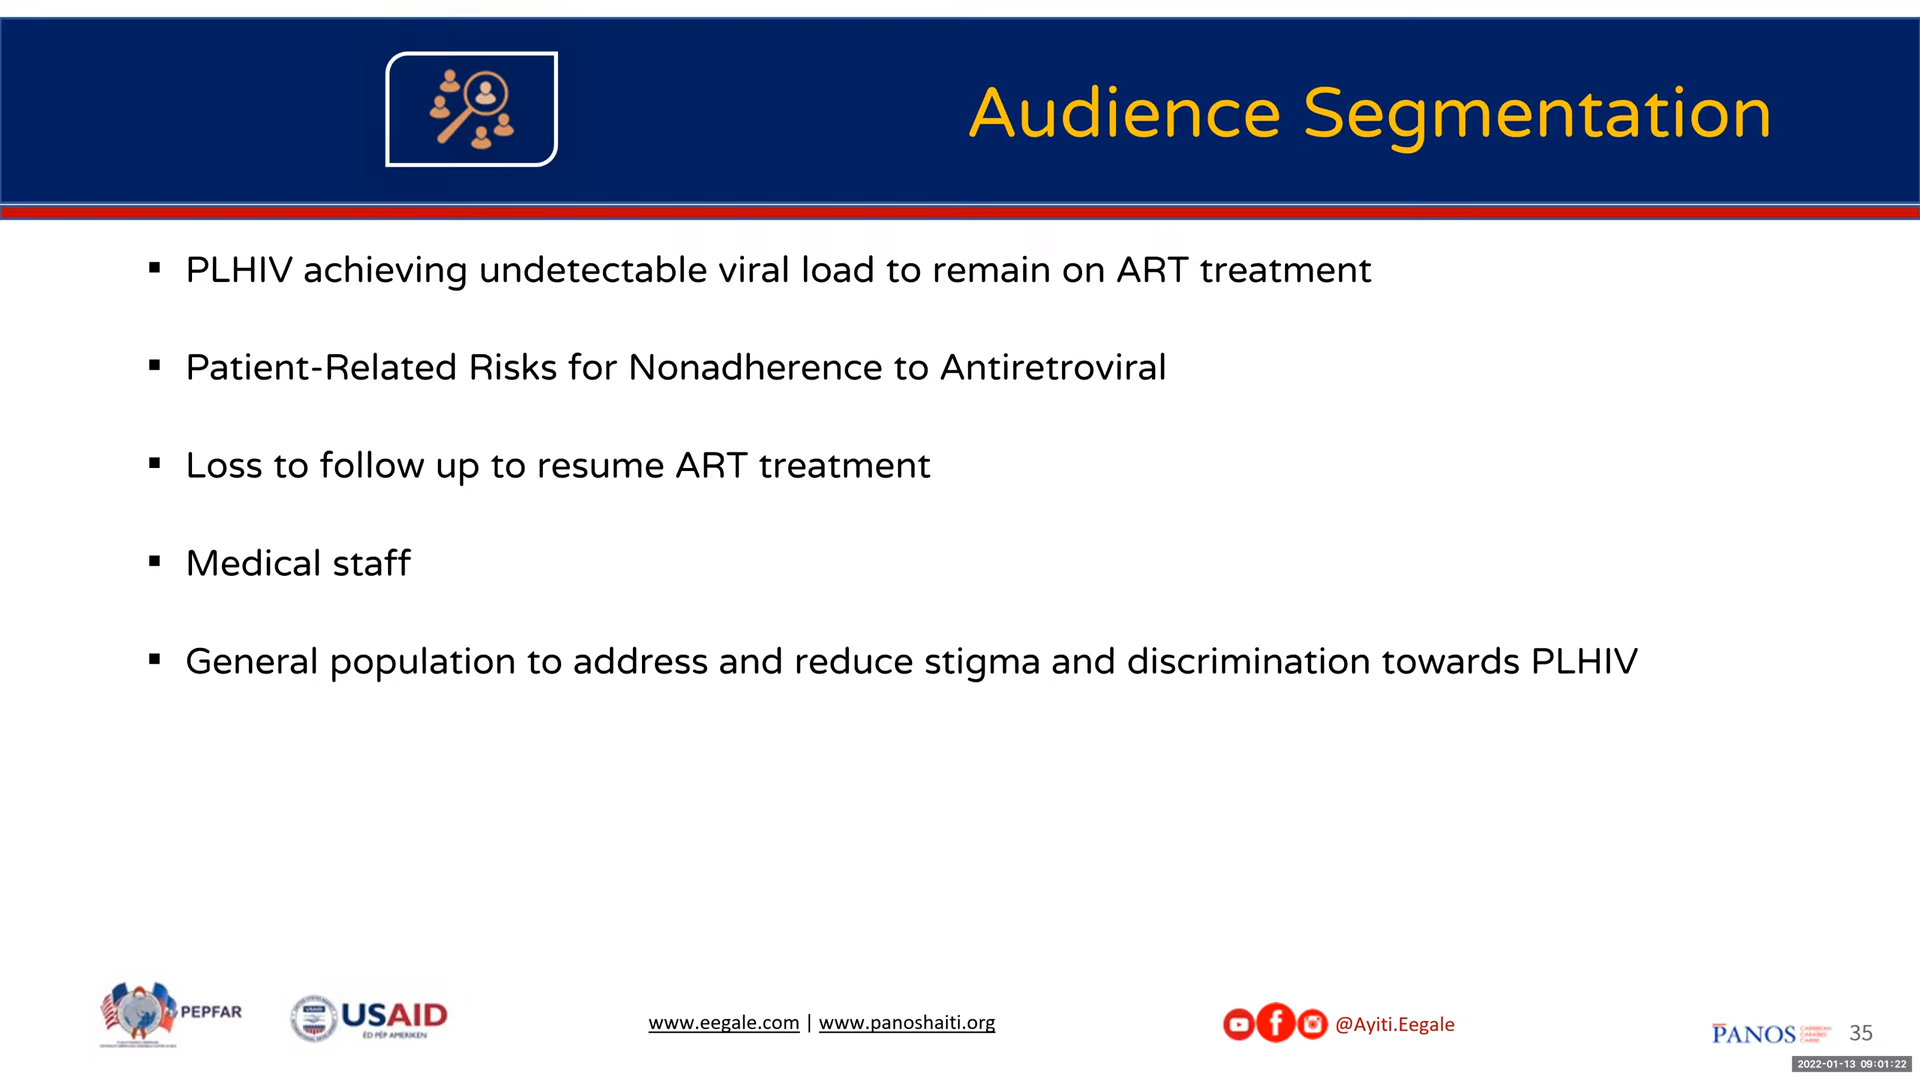 Audience Segmentation
▪ PLHIV achieving undetectable viral load to remain on ART treatment
▪ Patient-Related Risks for Nonadherence to Antiretroviral
▪ Loss to follow up to resume ART treatment
▪ Medical staff
▪ General population to address and reduce stigma and discrimination towards PLHIV
PEPFAR
USAID
ÈD PÈP AMERIKEN
www.eegale.com | www.panoshaiti.org
@Ayiti.Eegale
PANOS
35
2022-01-13 09:01:22